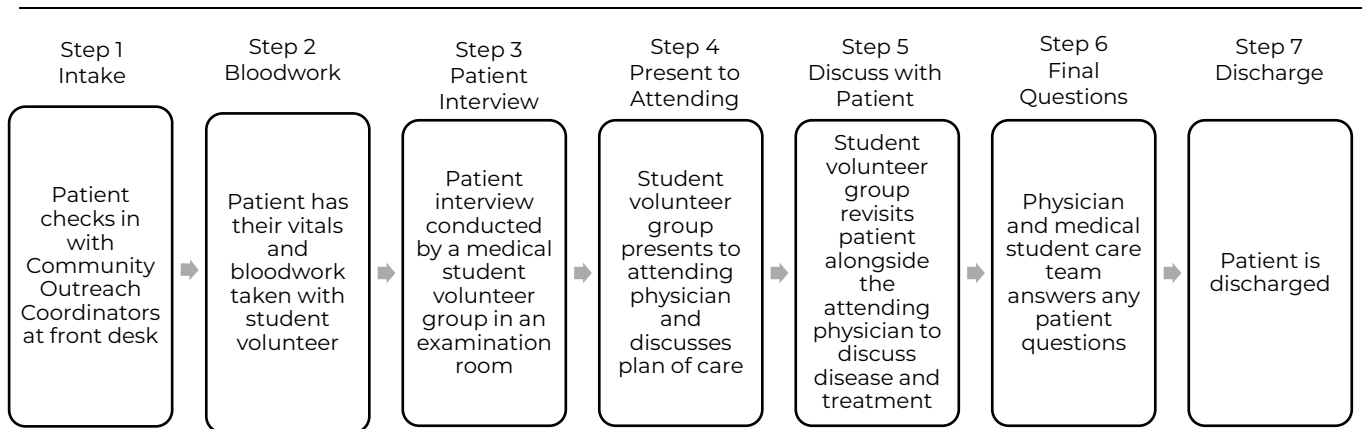 Step 1
Intake
Step 2
Bloodwork
Step 3
Patient
Interview
Step 4
Present to
Attending
Step 5
Discuss with
Patient
Step 6
Final
Questions
Step 7
Discharge
Patient
checks in
with
Community
Outreach
Coordinators
at front desk
Patient has
their vitals
and
bloodwork
taken with
student
volunteer
Patient
interview
conducted
by a medical
student
volunteer
group in an
examination
room
Student
volunteer
group
presents to
attending
physician
and
discusses
plan of care
Student
volunteer
group
revisits
patient
alongside
the
attending
physician to
discuss
disease and
treatment
Physician
and medical
student care
team
answers any
patient
questions
Patient is
discharged